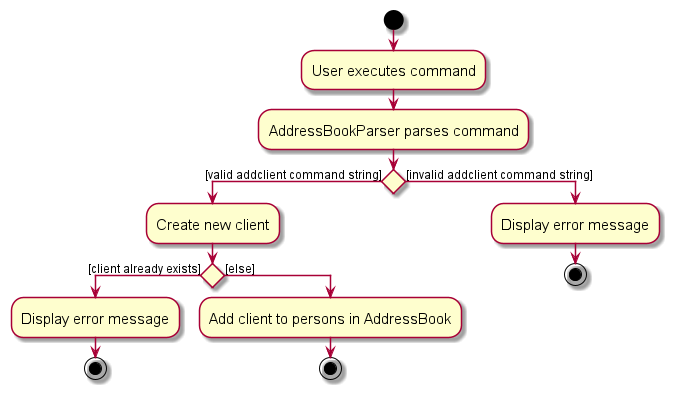 User executes command
AddressBookParser parses command
[valid addclient command string]
[invalid addclient command string]
Create new client
Display error message
[client already exists]
[else]
Display error message
Add client to persons in AddressBook